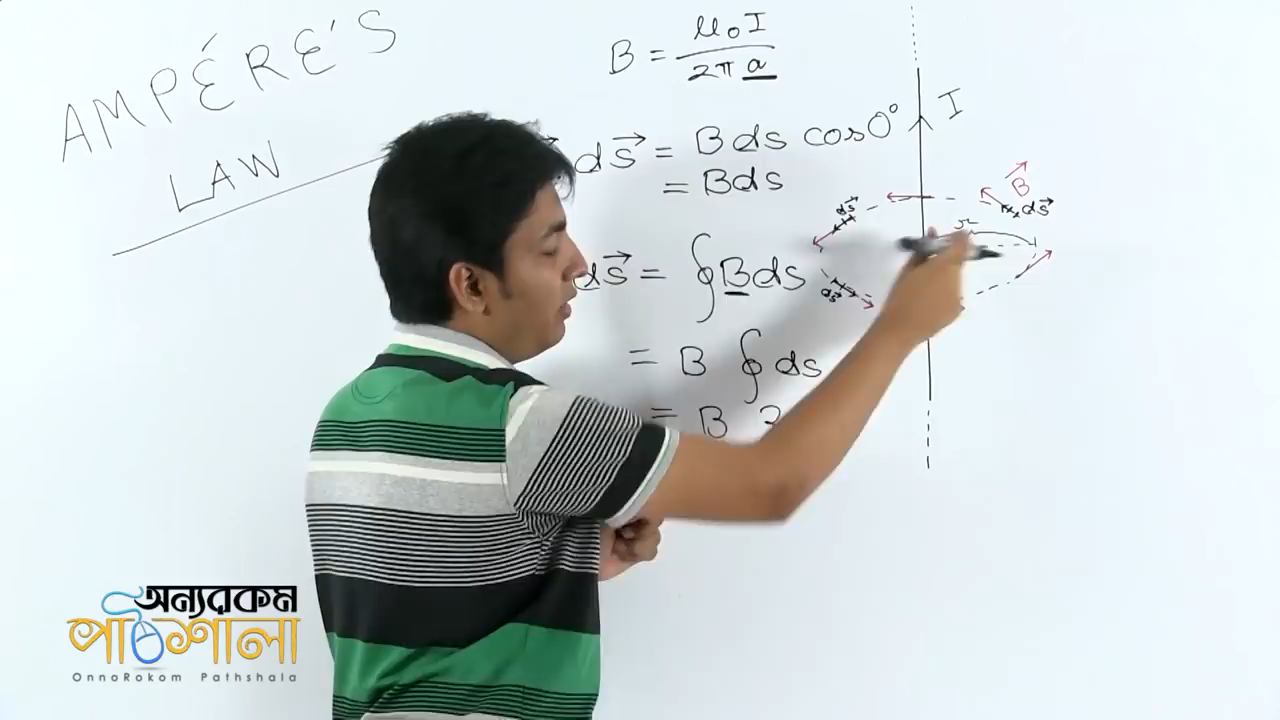 AMPÉRÉ'S
LAW
B = μ₀I / 2π a
ds⃗ = Bds cos0°
= Bds
ds⃗ = ∮Bds
= B ∮ds
= B 2
I
B⃗
ds⃗
ds⃗
r
ds⃗
অন্যরকম
পাঠশালা
OnnoRokom Pathshala